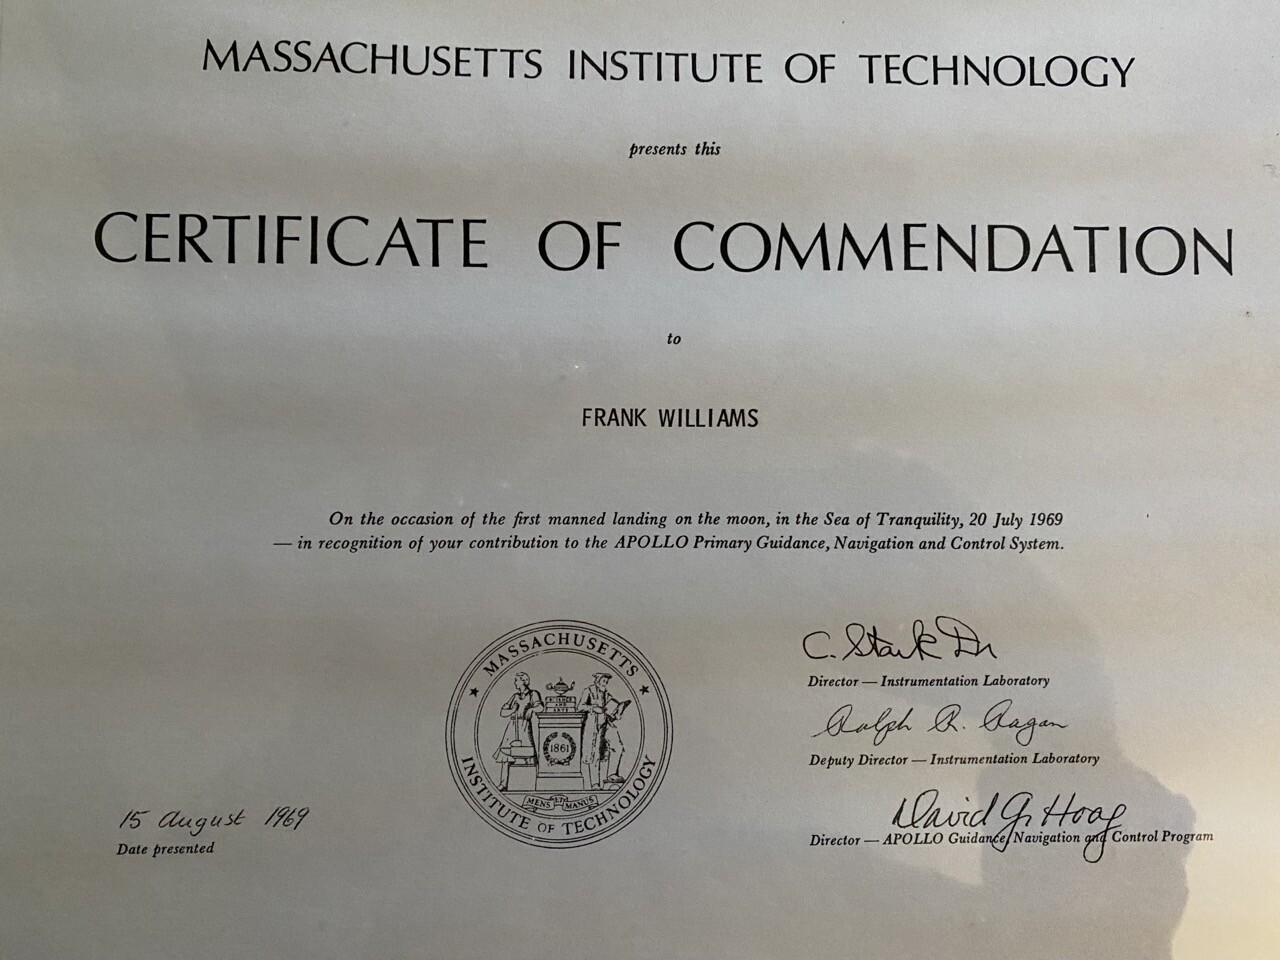 MASSACHUSETTS INSTITUTE OF TECHNOLOGY
presents this
CERTIFICATE OF COMMENDATION
to
FRANK WILLIAMS
On the occasion of the first manned landing on the moon, in the Sea of Tranquility, 20 July 1969
— in recognition of your contribution to the APOLLO Primary Guidance, Navigation and Control System.
MASSACHUSETTS
SCIENCE
AND
ARTS
1861
MENS ET MANUS
INSTITUTE OF TECHNOLOGY
C. Stark Dr
Director — Instrumentation Laboratory
Ralph R. Ragan
Deputy Director — Instrumentation Laboratory
David G. Hoag
Director — APOLLO Guidance, Navigation and Control Program
15 August 1969
Date presented